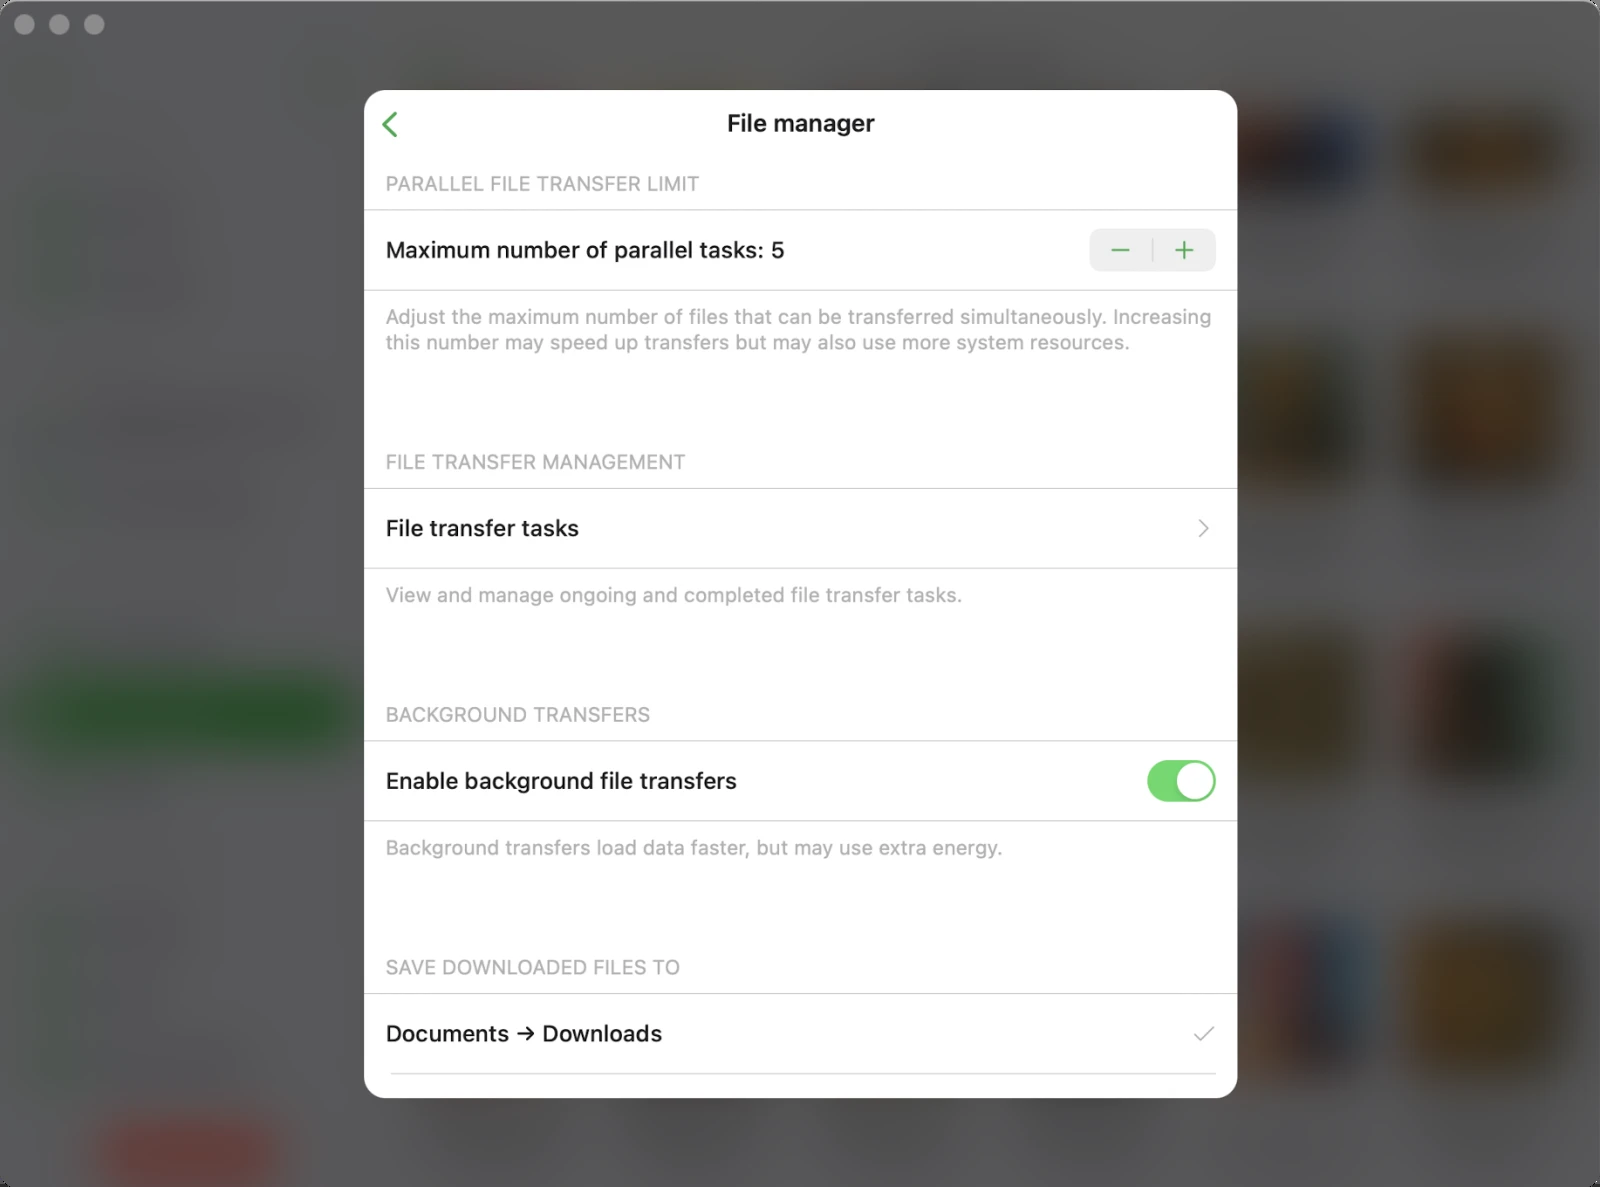 File manager
PARALLEL FILE TRANSFER LIMIT
Maximum number of parallel tasks: 5
Adjust the maximum number of files that can be transferred simultaneously. Increasing
this number may speed up transfers but may also use more system resources.
FILE TRANSFER MANAGEMENT
File transfer tasks
View and manage ongoing and completed file transfer tasks.
BACKGROUND TRANSFERS
Enable background file transfers
Background transfers load data faster, but may use extra energy.
SAVE DOWNLOADED FILES TO
Documents → Downloads